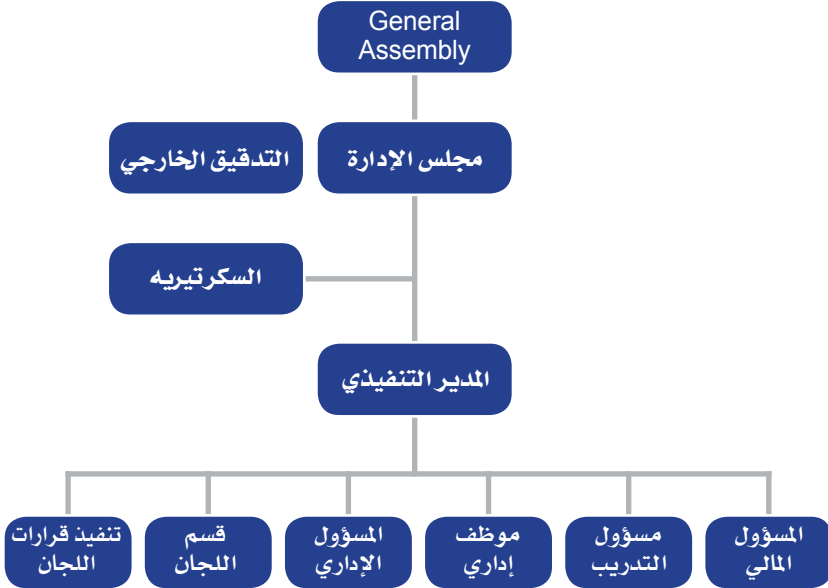 General
Assembly
مجلس الإدارة
التدقيق الخارجي
السكرتيريه
المدير التنفيذي
المسؤول
المالي
مسؤول
التدريب
موظف
إداري
المسؤول
الإداري
قسم
اللجان
تنفيذ قرارات
اللجان